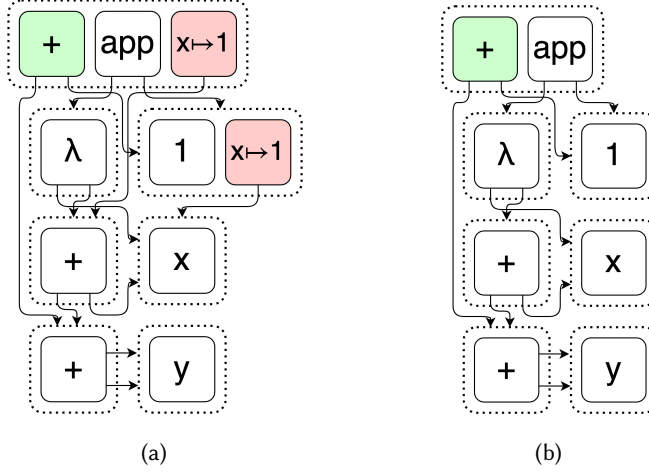 + app x↦1
λ 1 x↦1
+ x
+ y
(a)
+ app
λ 1
+ x
+ y
(b)